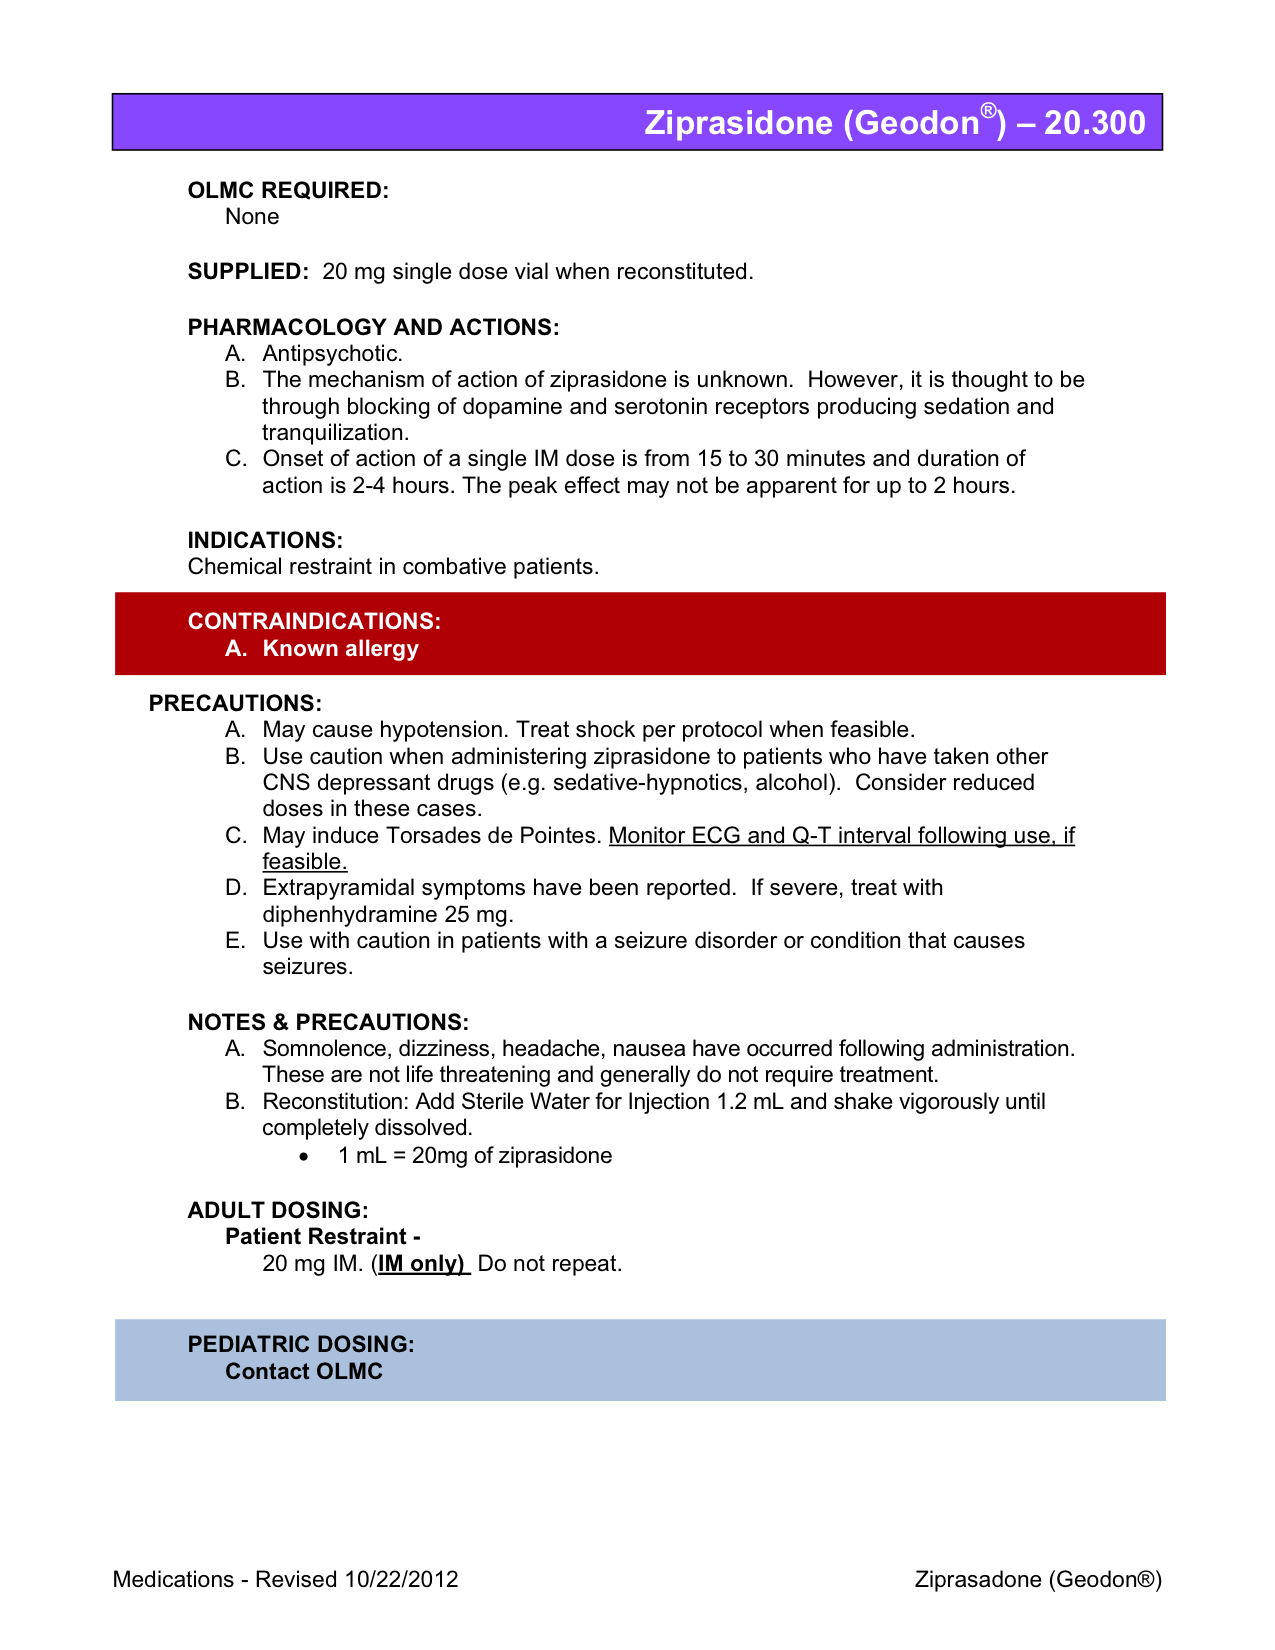 Ziprasidone (Geodon®) – 20.300
OLMC REQUIRED:
None
SUPPLIED: 20 mg single dose vial when reconstituted.
PHARMACOLOGY AND ACTIONS:
A. Antipsychotic.
B. The mechanism of action of ziprasidone is unknown. However, it is thought to be
through blocking of dopamine and serotonin receptors producing sedation and
tranquilization.
C. Onset of action of a single IM dose is from 15 to 30 minutes and duration of
action is 2-4 hours. The peak effect may not be apparent for up to 2 hours.
INDICATIONS:
Chemical restraint in combative patients.
CONTRAINDICATIONS:
A. Known allergy
PRECAUTIONS:
A. May cause hypotension. Treat shock per protocol when feasible.
B. Use caution when administering ziprasidone to patients who have taken other
CNS depressant drugs (e.g. sedative-hypnotics, alcohol). Consider reduced
doses in these cases.
C. May induce Torsades de Pointes. Monitor ECG and Q-T interval following use, if
feasible.
D. Extrapyramidal symptoms have been reported. If severe, treat with
diphenhydramine 25 mg.
E. Use with caution in patients with a seizure disorder or condition that causes
seizures.
NOTES & PRECAUTIONS:
A. Somnolence, dizziness, headache, nausea have occurred following administration.
These are not life threatening and generally do not require treatment.
B. Reconstitution: Add Sterile Water for Injection 1.2 mL and shake vigorously until
completely dissolved.
• 1 mL = 20mg of ziprasidone
ADULT DOSING:
Patient Restraint -
20 mg IM. (IM only) Do not repeat.
PEDIATRIC DOSING:
Contact OLMC
Medications - Revised 10/22/2012 Ziprasadone (Geodon®)